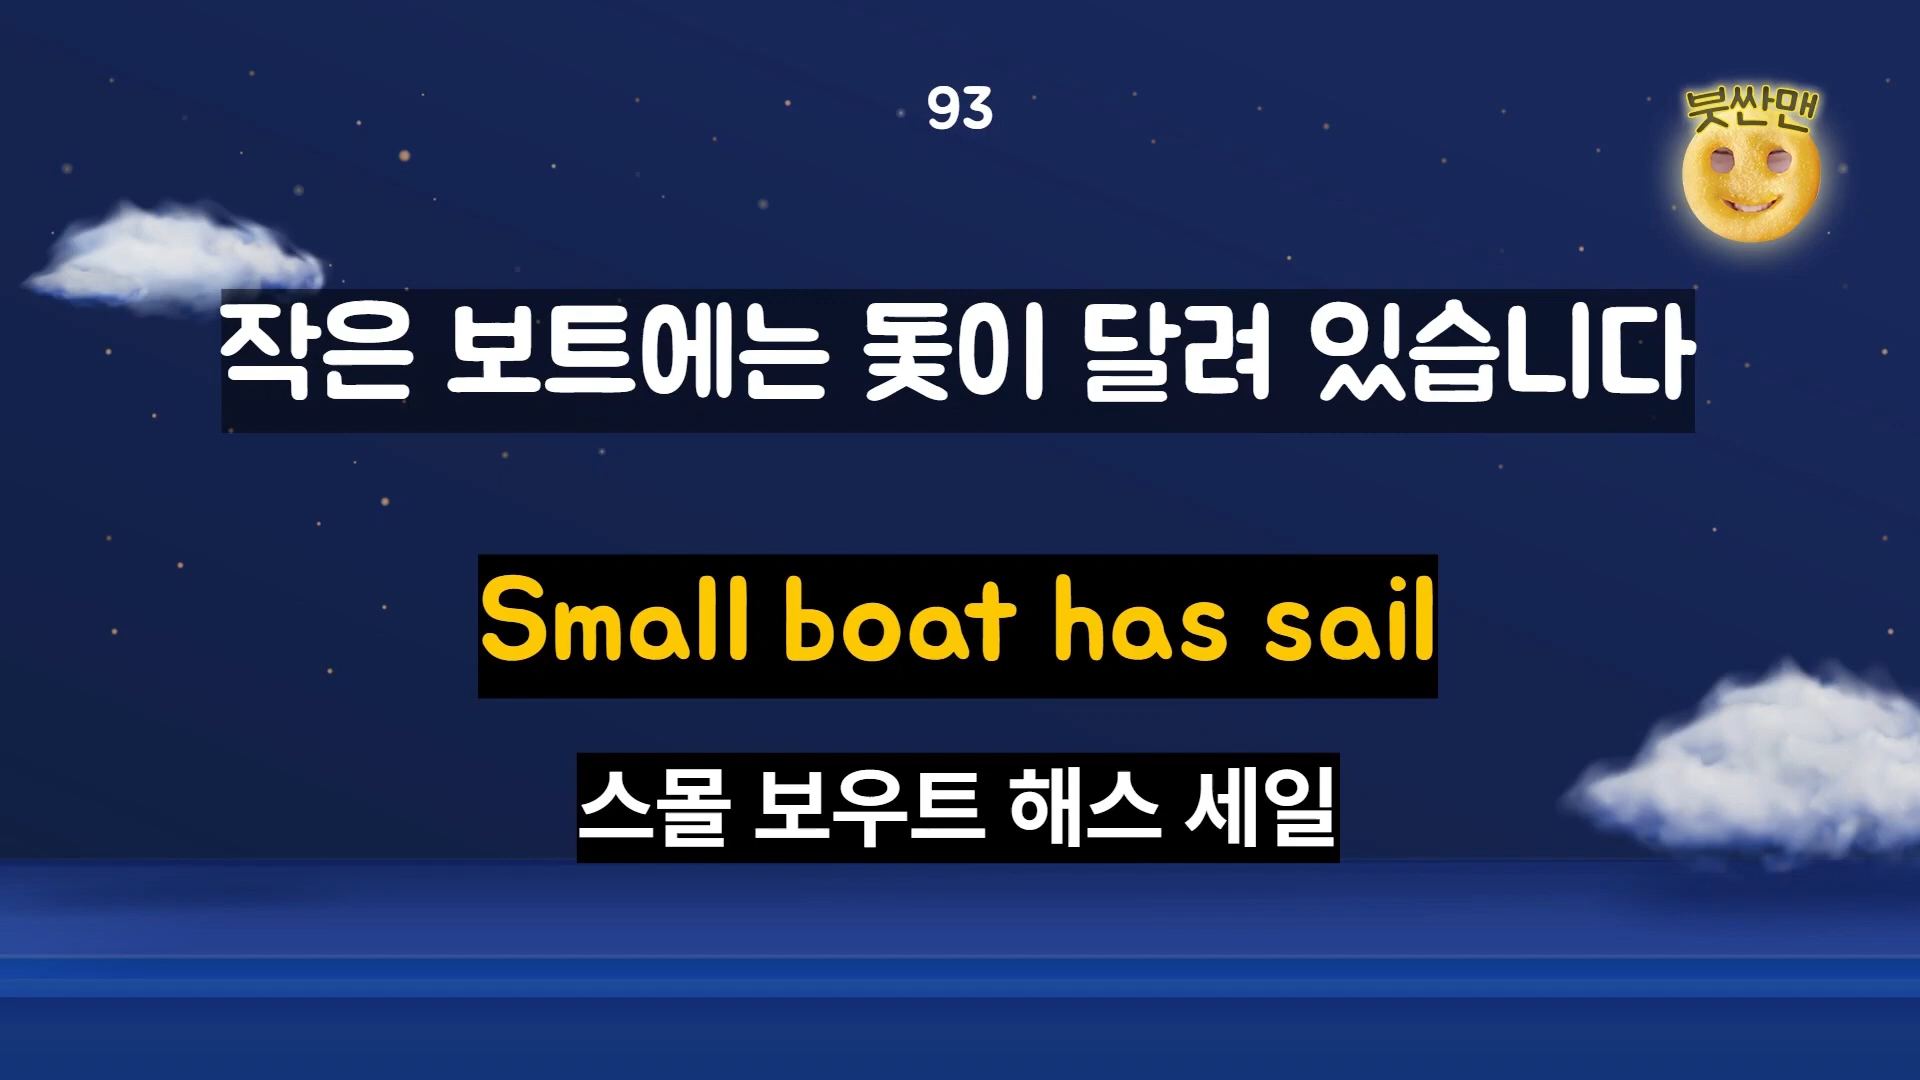 93
붓싼맨
작은 보트에는 돛이 달려 있습니다
Small boat has sail
스몰 보우트 해스 세일